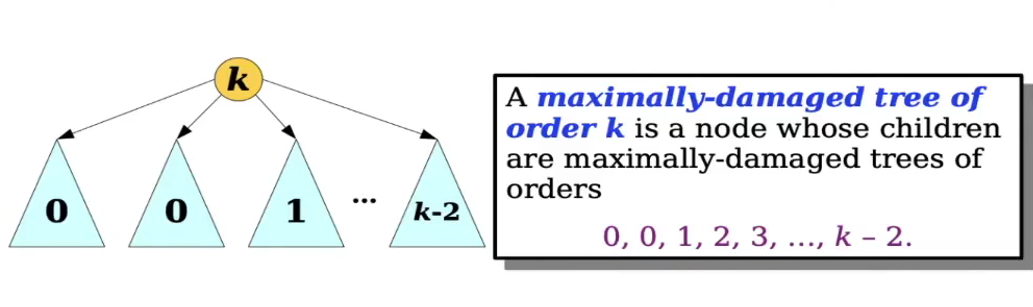 k
0
0
1
...
k-2
A maximally-damaged tree of
order k is a node whose children
are maximally-damaged trees of
orders
0, 0, 1, 2, 3, ..., k – 2.